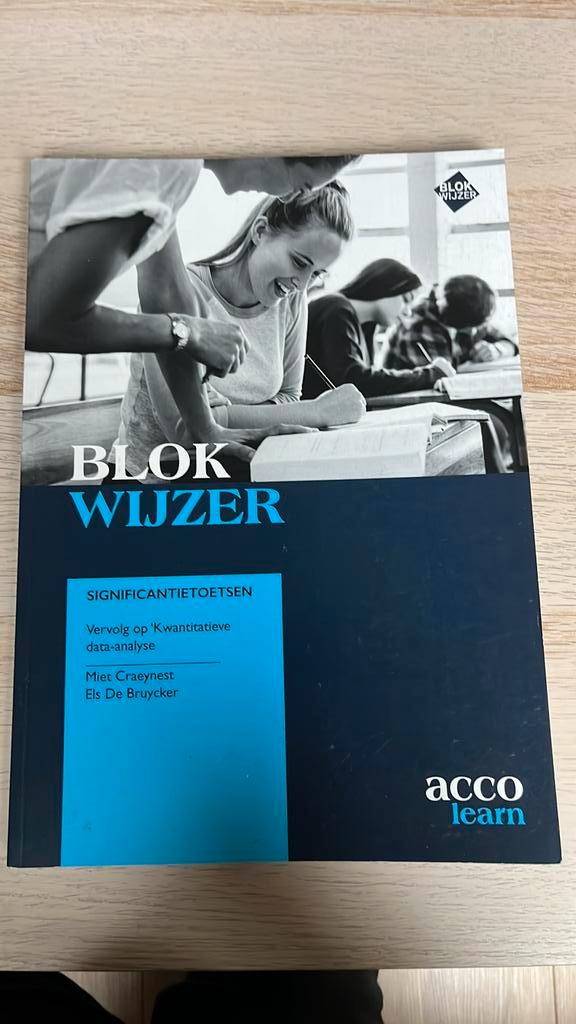 BLOK
WIJZER
BLOK
WIJZER
SIGNIFICANTIETOETSEN
Vervolg op 'Kwantitatieve
data-analyse
Miet Craeynest
Els De Bruycker
acco
learn